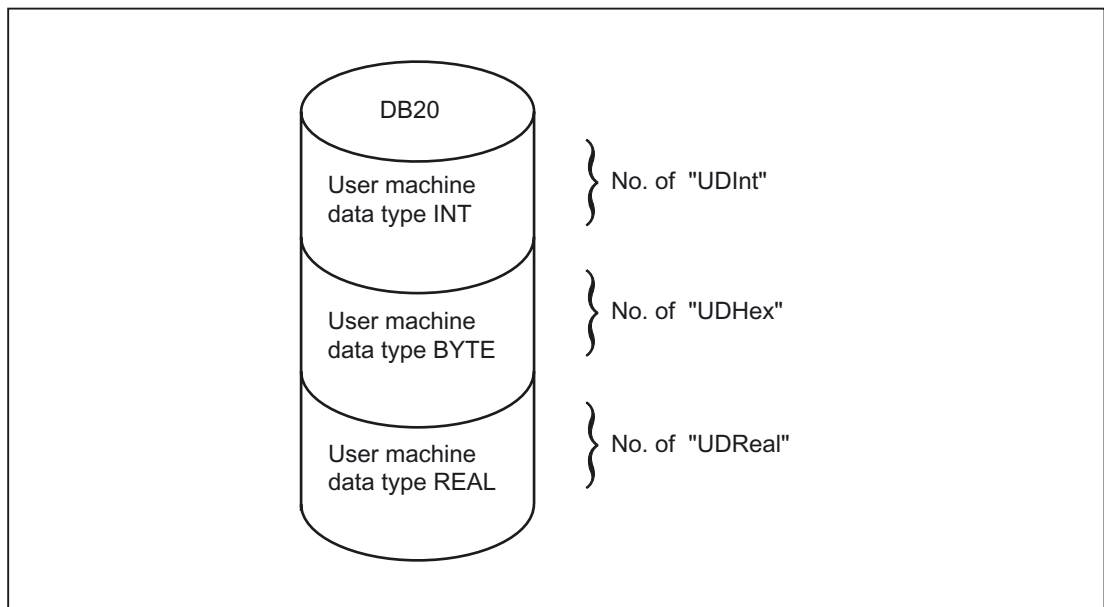 DB20
User machine
data type INT
No. of "UDInt"
User machine
data type BYTE
No. of "UDHex"
User machine
data type REAL
No. of "UDReal"